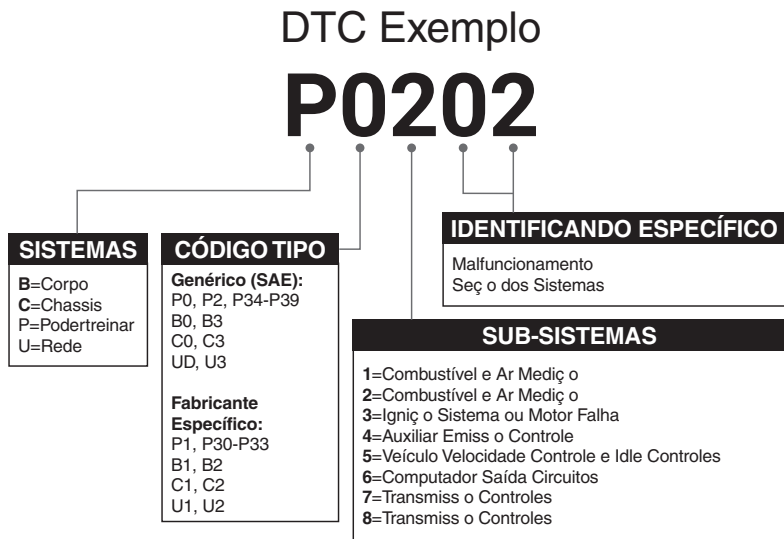 DTC Exemplo
P0202
SISTEMAS
B=Corpo
C=Chassis
P=Podertreinar
U=Rede
CÓDIGO TIPO
Genérico (SAE):
P0, P2, P34-P39
B0, B3
C0, C3
UD, U3
Fabricante
Específico:
P1, P30-P33
B1, B2
C1, C2
U1, U2
IDENTIFICANDO ESPECÍFICO
Malfuncionamento
Seç o dos Sistemas
SUB-SISTEMAS
1=Combustível e Ar Mediç o
2=Combustível e Ar Mediç o
3=Igniç o Sistema ou Motor Falha
4=Auxiliar Emiss o Controle
5=Veículo Velocidade Controle e Idle Controles
6=Computador Saída Circuitos
7=Transmiss o Controles
8=Transmiss o Controles